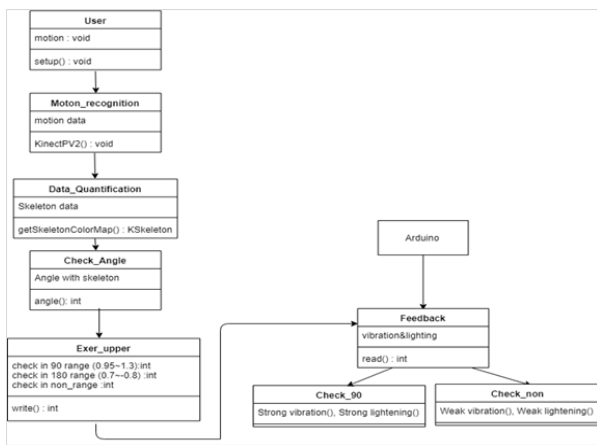 User
motion : void
setup() : void
Moton_recognition
motion data
KinectPV2() : void
Data_Quantification
Skeleton data
getSkeletonColorMap() : KSkeleton
Check_Angle
Angle with skeleton
angle(): int
Exer_upper
check in 90 range (0.95~1.3):int
check in 180 range (0.7~-0.8) :int
check in non_range :int
write() : int
Arduino
Feedback
vibration&lighting
read() : int
Check_90
Strong vibration(), Strong lightening()
Check_non
Weak vibration(), Weak lightening()